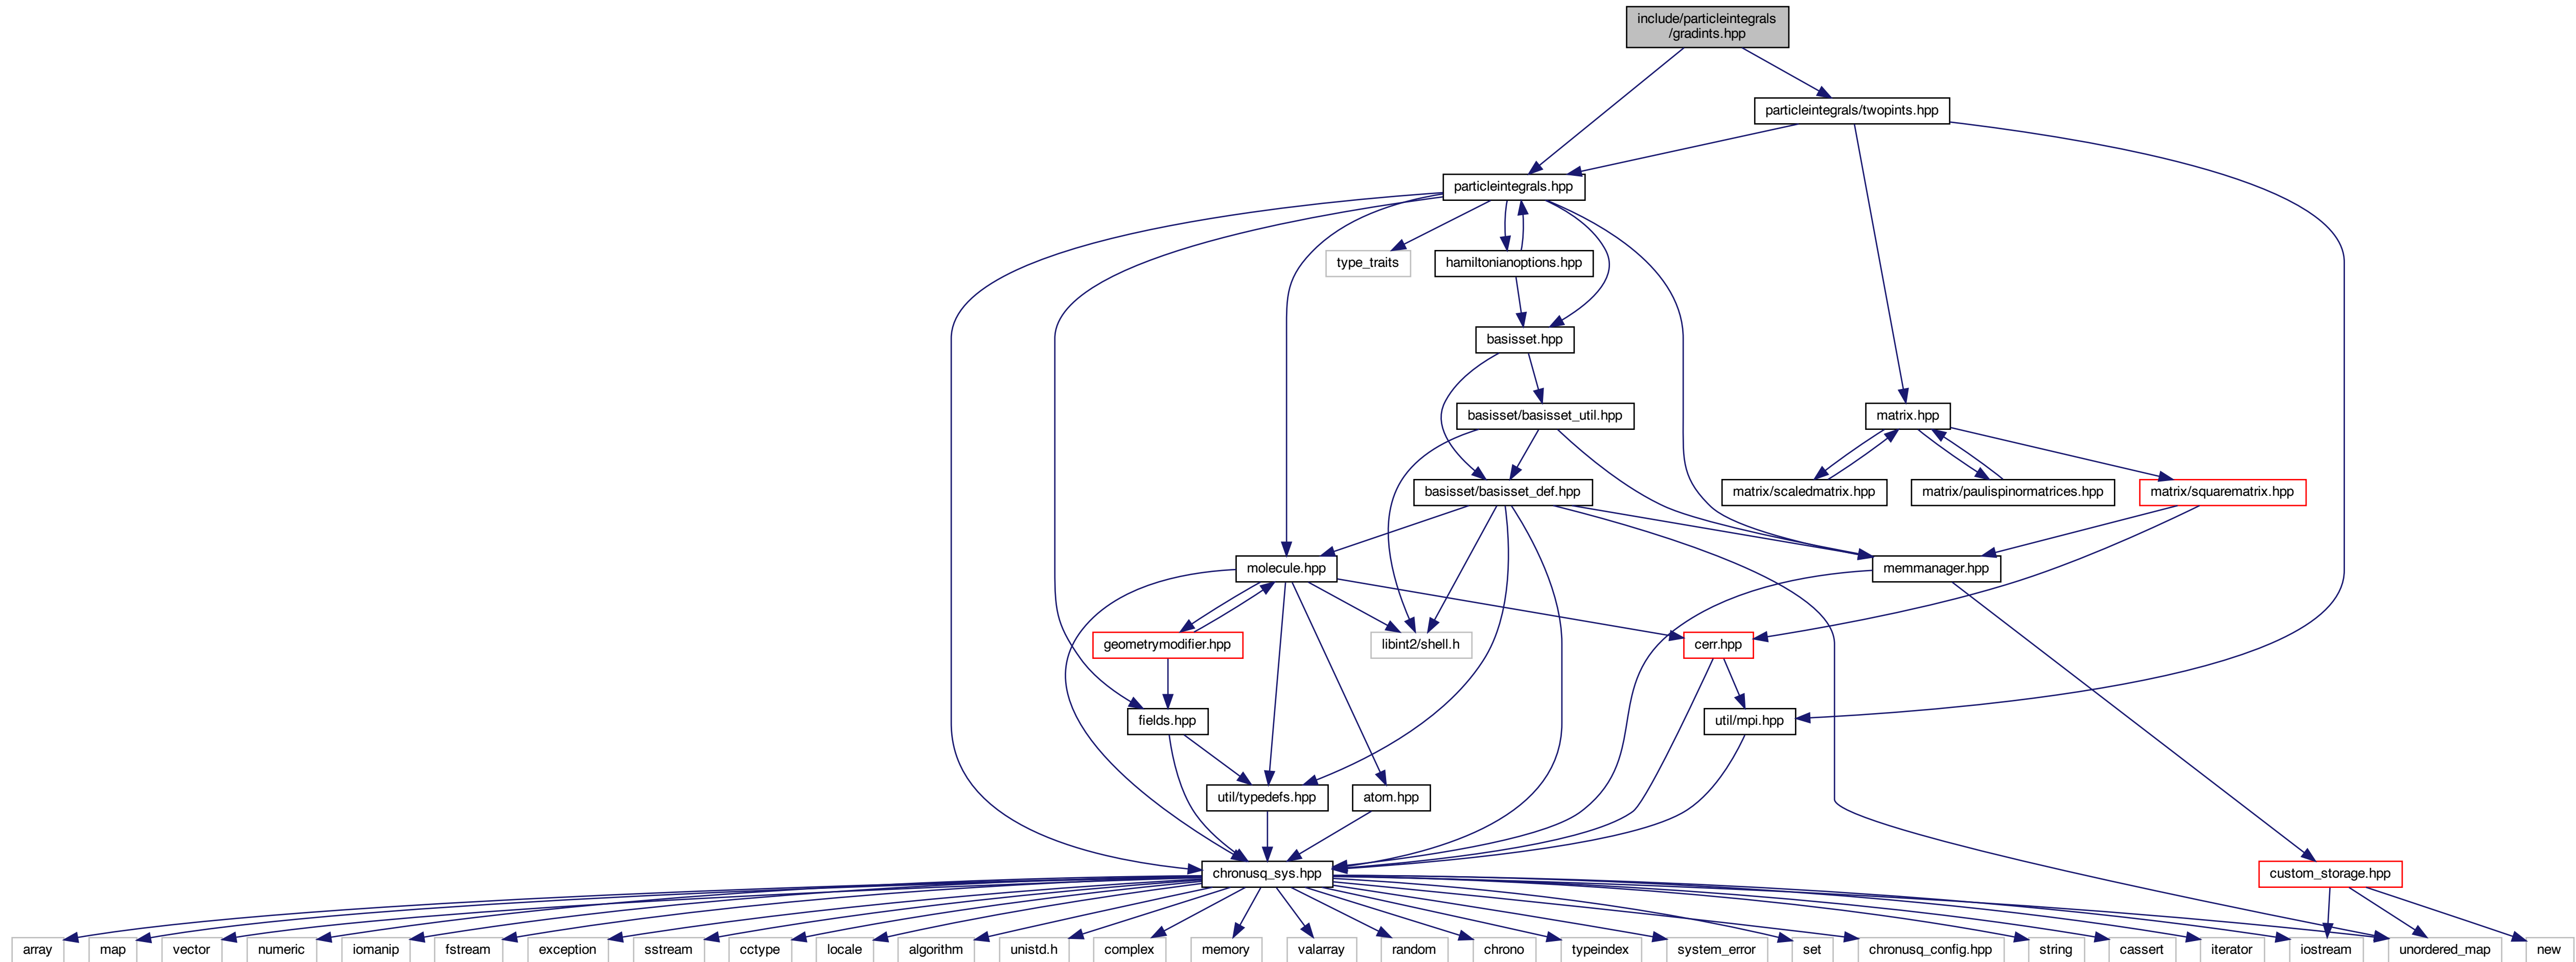 include/particleintegrals
/gradints.hpp
particleintegrals/twopints.hpp
particleintegrals.hpp
type_traits
hamiltonianoptions.hpp
basisset.hpp
basisset/basisset_util.hpp
matrix.hpp
basisset/basisset_def.hpp
matrix/scaledmatrix.hpp
matrix/paulispinormatrices.hpp
matrix/squarematrix.hpp
molecule.hpp
memmanager.hpp
geometrymodifier.hpp
libint2/shell.h
cerr.hpp
fields.hpp
util/mpi.hpp
util/typedefs.hpp
atom.hpp
chronusq_sys.hpp
custom_storage.hpp
array
map
vector
numeric
iomanip
fstream
exception
sstream
cctype
locale
algorithm
unistd.h
complex
memory
valarray
random
chrono
typeindex
system_error
set
chronusq_config.hpp
string
cassert
iterator
iostream
unordered_map
new